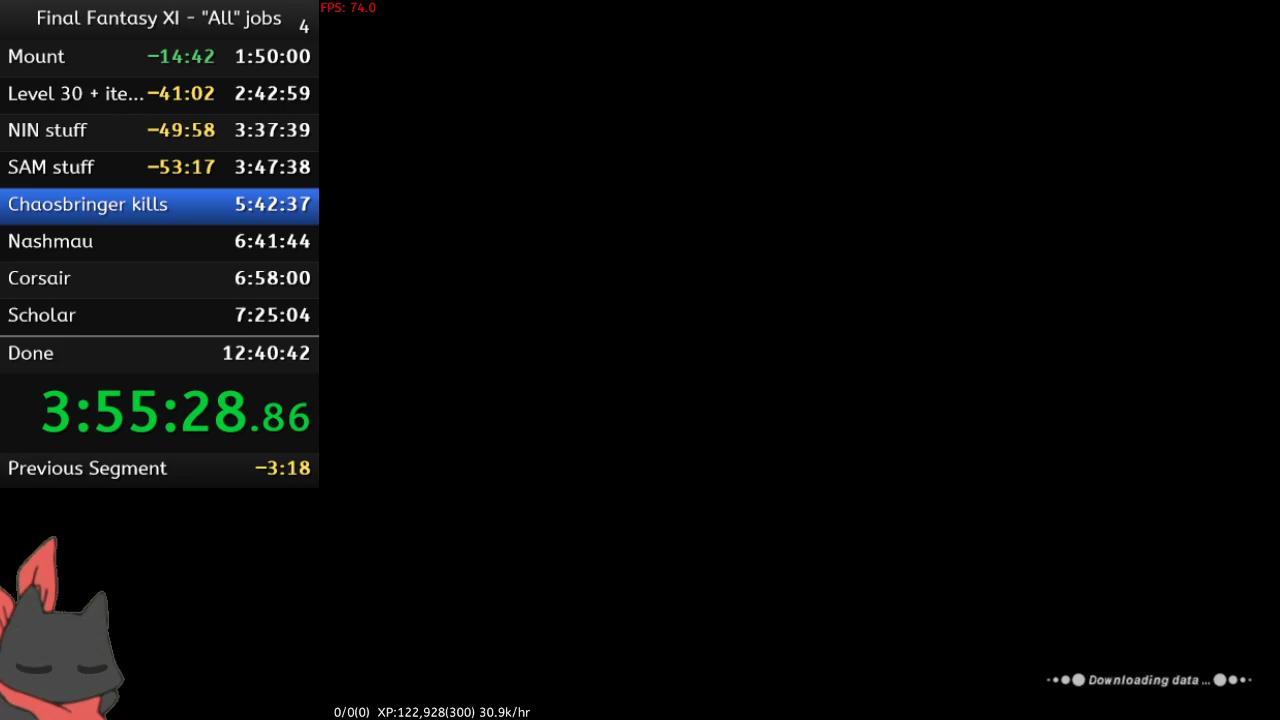 Final Fantasy XI - "All" jobs 4
FPS: 74.0
Mount −14:42 1:50:00
Level 30 + ite... −41:02 2:42:59
NIN stuff −49:58 3:37:39
SAM stuff −53:17 3:47:38
Chaosbringer kills 5:42:37
Nashmau 6:41:44
Corsair 6:58:00
Scholar 7:25:04
Done 12:40:42
3:55:28.86
Previous Segment −3:18
Downloading data ...
0/0(0) XP:122,928(300) 30.9k/hr